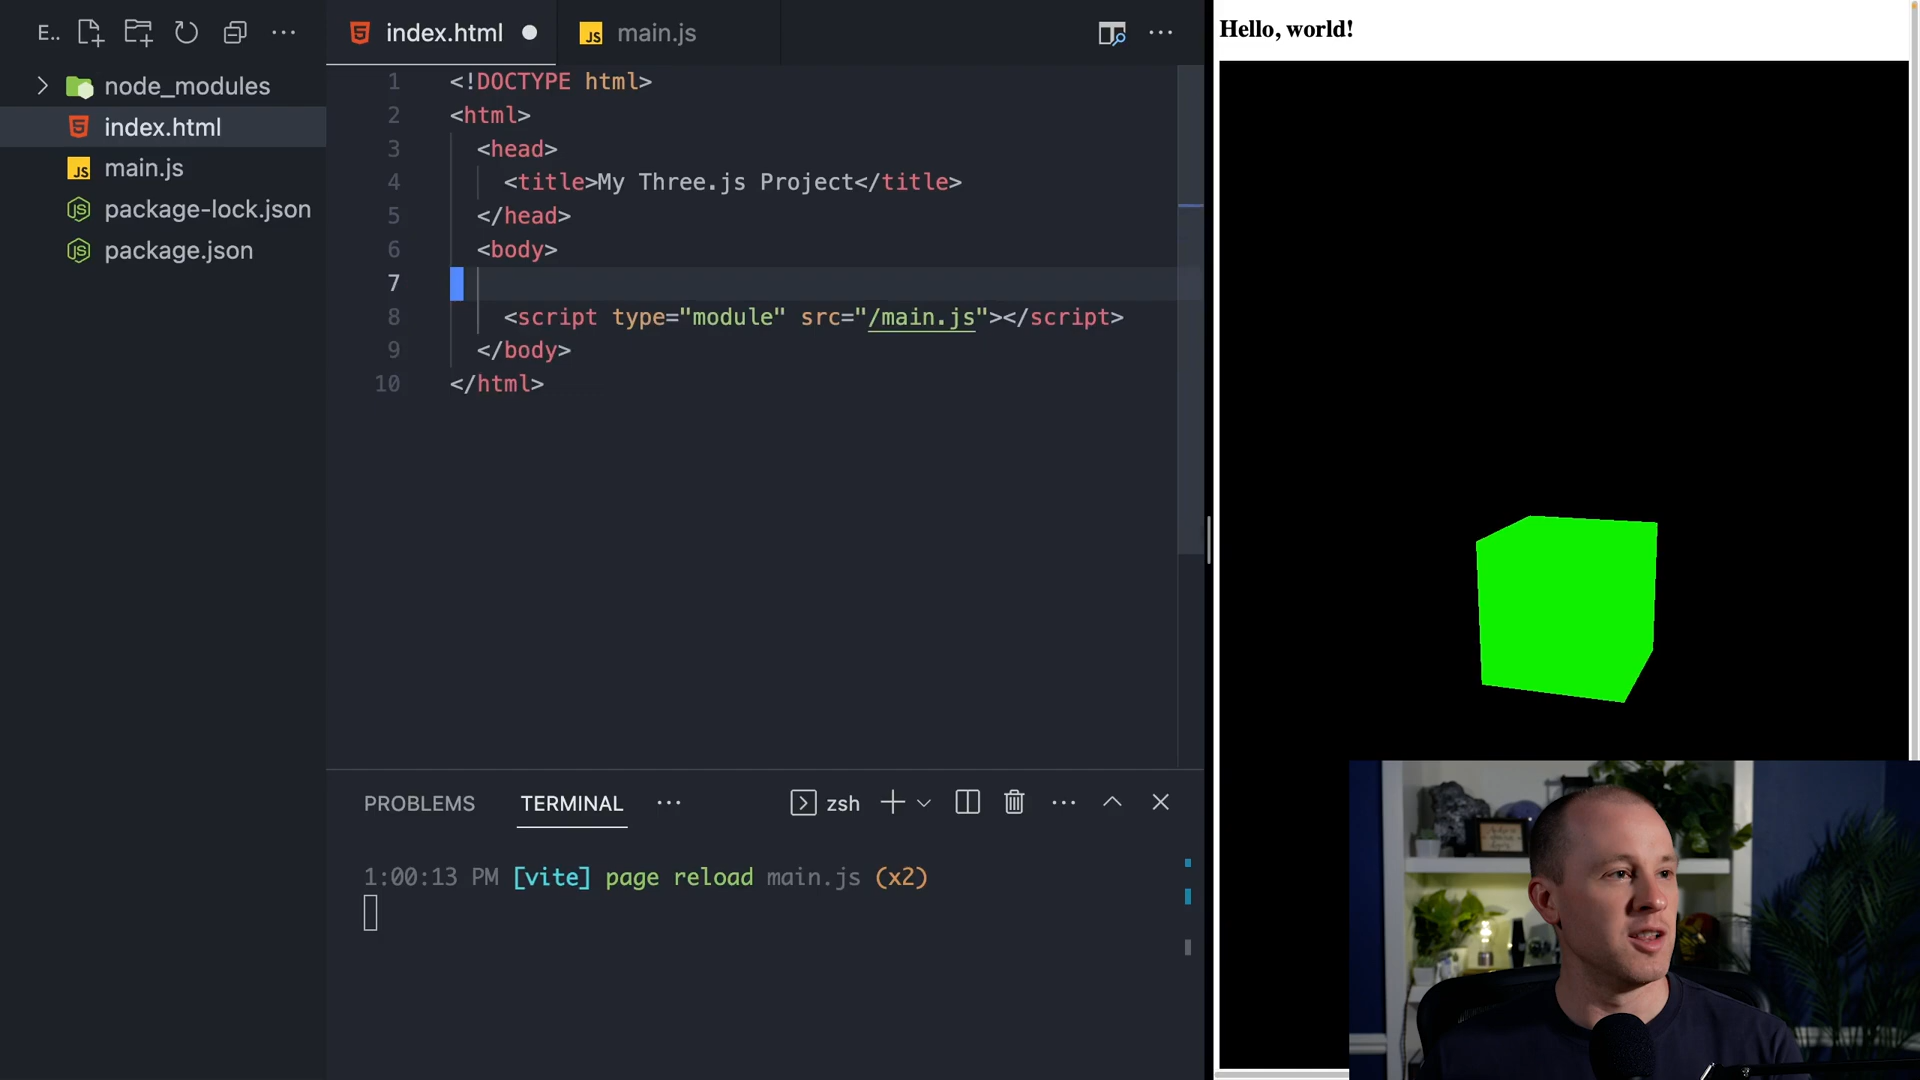 E..
node_modules
index.html
main.js
package-lock.json
package.json
index.html
JS main.js
1 <!DOCTYPE html>
2 <html>
3 <head>
4 <title>My Three.js Project</title>
5 </head>
6 <body>
7
8 <script type="module" src="/main.js"></script>
9 </body>
10 </html>
PROBLEMS TERMINAL zsh
1:00:13 PM [vite] page reload main.js (x2)
Hello, world!